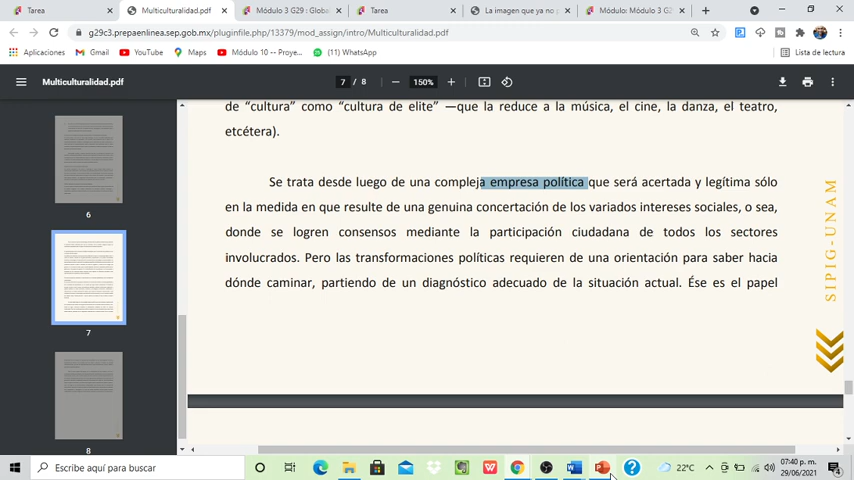 Tarea
Multiculturalidad.pdf
Módulo 3 G29 : Globa
Tarea
La imagen que ya no p
Módulo: Módulo 3 G2
g29c3.prepaenlinea.sep.gob.mx/pluginfile.php/13379/mod_assign/intro/Multiculturalidad.pdf
Aplicaciones
Gmail
YouTube
Maps
Módulo 10 -- Proye...
(11) WhatsApp
Lista de lectura
Multiculturalidad.pdf
7 / 8
150%
de “cultura” como “cultura de elite” —que la reduce a la música, el cine, la danza, el teatro,
etcétera).
Se trata desde luego de una compleja empresa política que será acertada y legítima sólo
en la medida en que resulte de una genuina concertación de los variados intereses sociales, o sea,
donde se logren consensos mediante la participación ciudadana de todos los sectores
involucrados. Pero las transformaciones políticas requieren de una orientación para saber hacia
dónde caminar, partiendo de un diagnóstico adecuado de la situación actual. Ése es el papel
SIPIG-UNAM
6
7
8
Escribe aquí para buscar
22°C
07:40 p. m.
29/06/2021
4